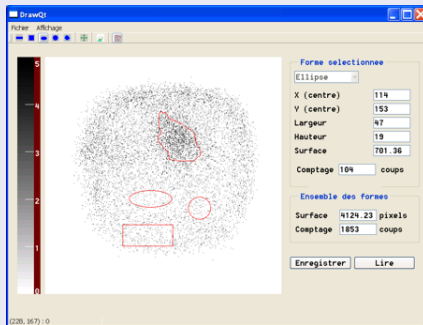 DrawQt
Fichier Affichage
5
4
3
2
1
0
Forme selectionnee
Ellipse
X (centre) 114
Y (centre) 153
Largeur 47
Hauteur 19
Surface 701.36
Comptage 104 coups
Ensemble des formes
Surface 4124.23 pixels
Comptage 1853 coups
Enregistrer Lire
(228, 167) : 0